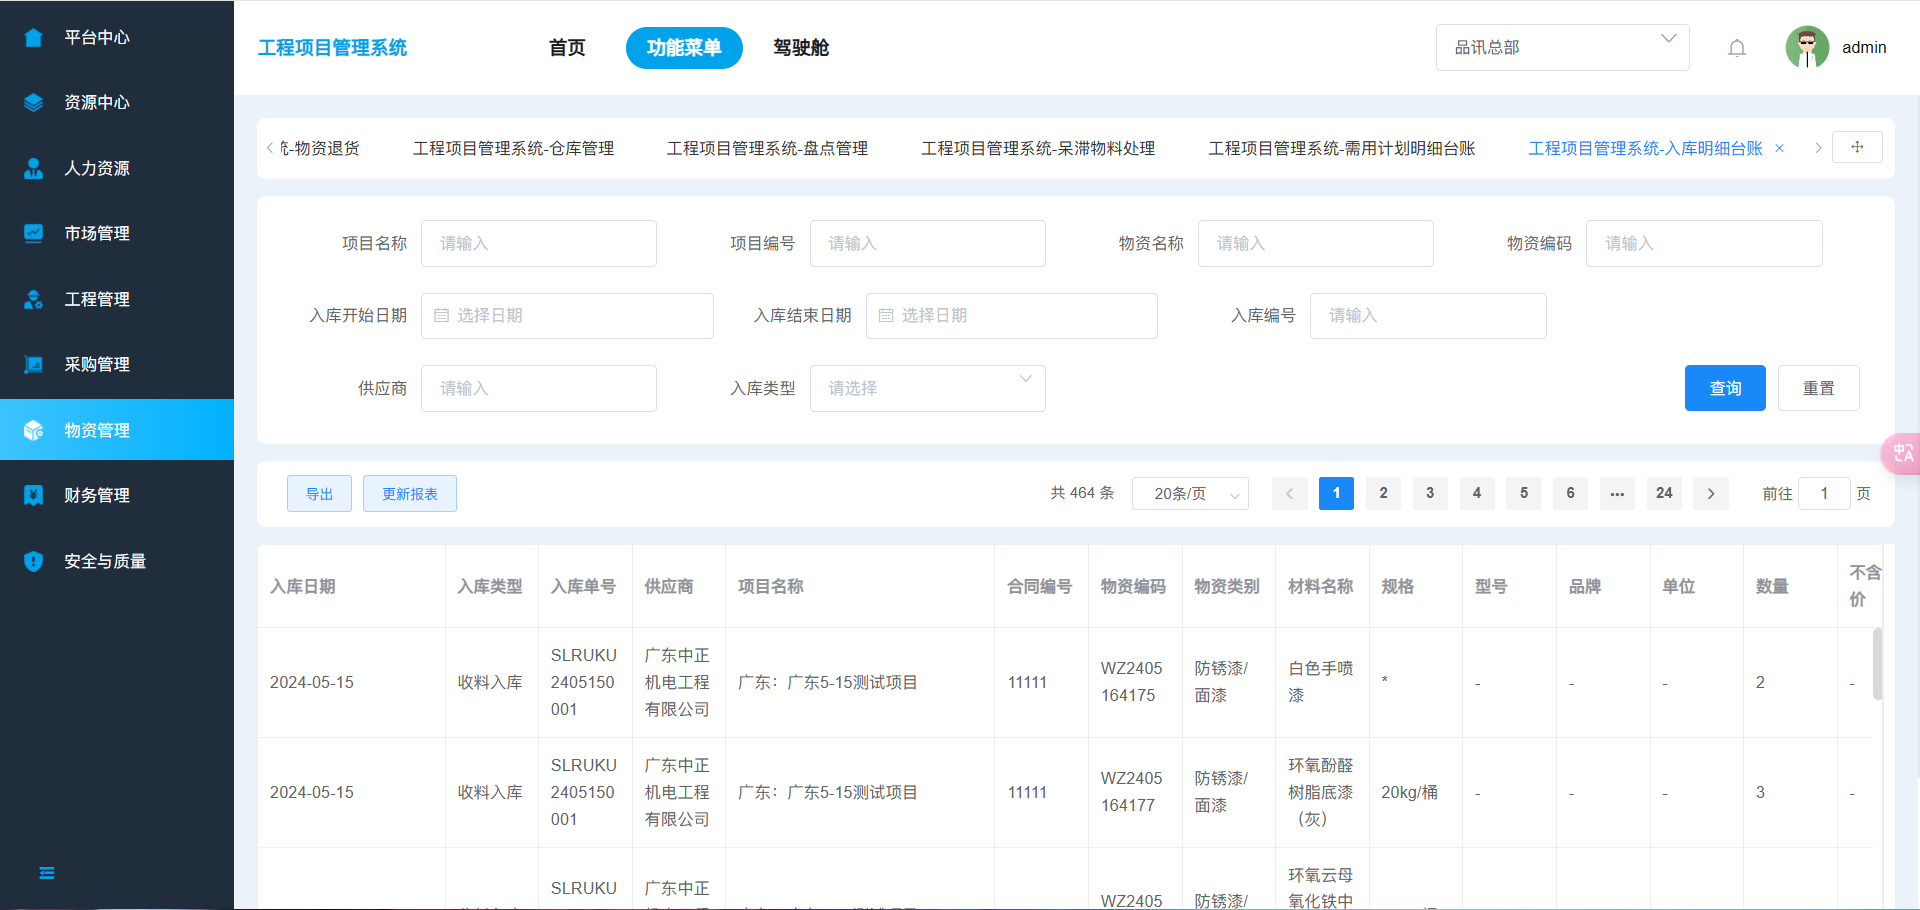 平台中心
资源中心
人力资源
市场管理
工程管理
采购管理
物资管理
财务管理
安全与质量
工程项目管理系统
首页
功能菜单
驾驶舱
品讯总部
admin
-物资退货
工程项目管理系统-仓库管理
工程项目管理系统-盘点管理
工程项目管理系统-呆滞物料处理
工程项目管理系统-需用计划明细台账
工程项目管理系统-入库明细台账
项目名称 请输入
项目编号 请输入
物资名称 请输入
物资编码 请输入
入库开始日期 选择日期
入库结束日期 选择日期
入库编号 请输入
供应商 请输入
入库类型 请选择
查询
重置
中A
导出
更新报表
共 464 条
20条/页
1 2 3 4 5 6 ... 24
前往 1 页
入库日期 入库类型 入库单号 供应商 项目名称 合同编号 物资编码 物资类别 材料名称 规格 型号 品牌 单位 数量 不含
价
2024-05-15
收料入库
SLRUKU
2405150
001
广东中正
机电工程
有限公司
广东：广东5-15测试项目
11111
WZ2405
164175
防锈漆/
面漆
白色手喷
漆
*
-
-
-
2
-
2024-05-15
收料入库
SLRUKU
2405150
001
广东中正
机电工程
有限公司
广东：广东5-15测试项目
11111
WZ2405
164177
防锈漆/
面漆
环氧酚醛
树脂底漆
（灰）
20kg/桶
-
-
-
3
-
SLRUKU
广东中正
WZ2405
防锈漆/
环氧云母
氧化铁中